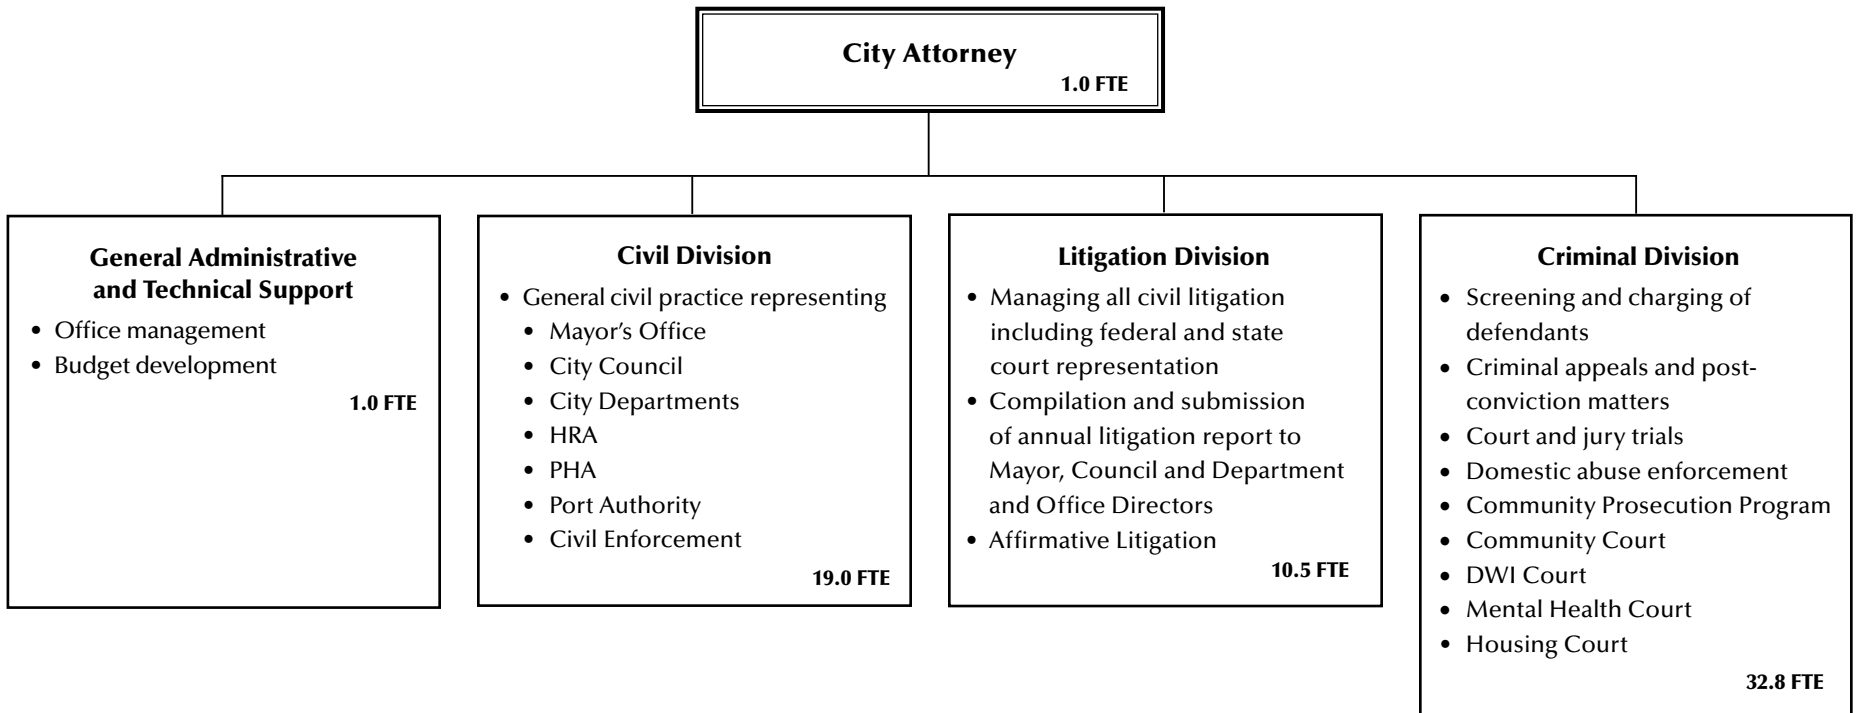 City Attorney
1.0 FTE
General Administrative
and Technical Support
• Office management
• Budget development
1.0 FTE
Civil Division
• General civil practice representing
• Mayor’s Office
• City Council
• City Departments
• HRA
• PHA
• Port Authority
• Civil Enforcement
19.0 FTE
Litigation Division
• Managing all civil litigation
including federal and state
court representation
• Compilation and submission
of annual litigation report to
Mayor, Council and Department
and Office Directors
• Affirmative Litigation
10.5 FTE
Criminal Division
• Screening and charging of
defendants
• Criminal appeals and post-
conviction matters
• Court and jury trials
• Domestic abuse enforcement
• Community Prosecution Program
• Community Court
• DWI Court
• Mental Health Court
• Housing Court
32.8 FTE